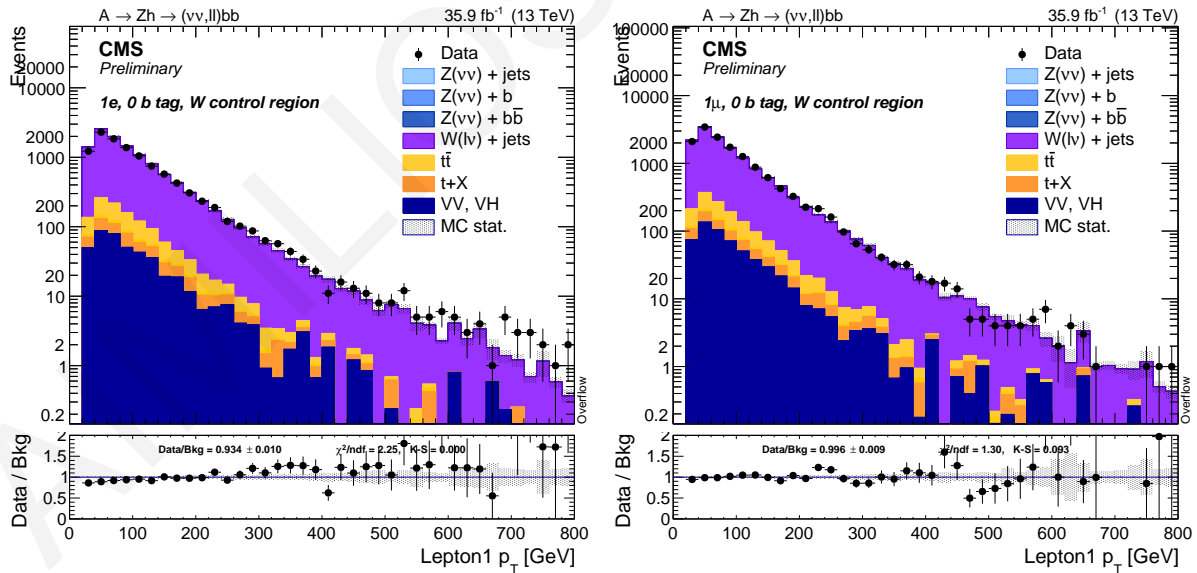 A → Zh → (νν,ll)bb 35.9 fb⁻¹ (13 TeV)
Events
CMS
Preliminary
1e, 0 b tag, W control region
Data
Z(νν) + jets
Z(νν) + b
Z(νν) + bb̅
W(lν) + jets
tt̅
t+X
VV, VH
MC stat.
10000
2000
1000
200
100
20
10
2
1
0.2
Overflow
Data / Bkg
2
1.5
1
0.5
0
Data/Bkg = 0.934 ± 0.010 χ²/ndf = 2.25, K-S = 0.000
0 100 200 300 400 500 600 700 800
Lepton1 p_T [GeV]
A → Zh → (νν,ll)bb 35.9 fb⁻¹ (13 TeV)
Events
CMS
Preliminary
1μ, 0 b tag, W control region
Data
Z(νν) + jets
Z(νν) + b
Z(νν) + bb̅
W(lν) + jets
tt̅
t+X
VV, VH
MC stat.
100000
20000
10000
2000
1000
200
100
20
10
2
1
0.2
Overflow
Data / Bkg
2
1.5
1
0.5
0
Data/Bkg = 0.996 ± 0.009 χ²/ndf = 1.30, K-S = 0.093
0 100 200 300 400 500 600 700 800
Lepton1 p_T [GeV]